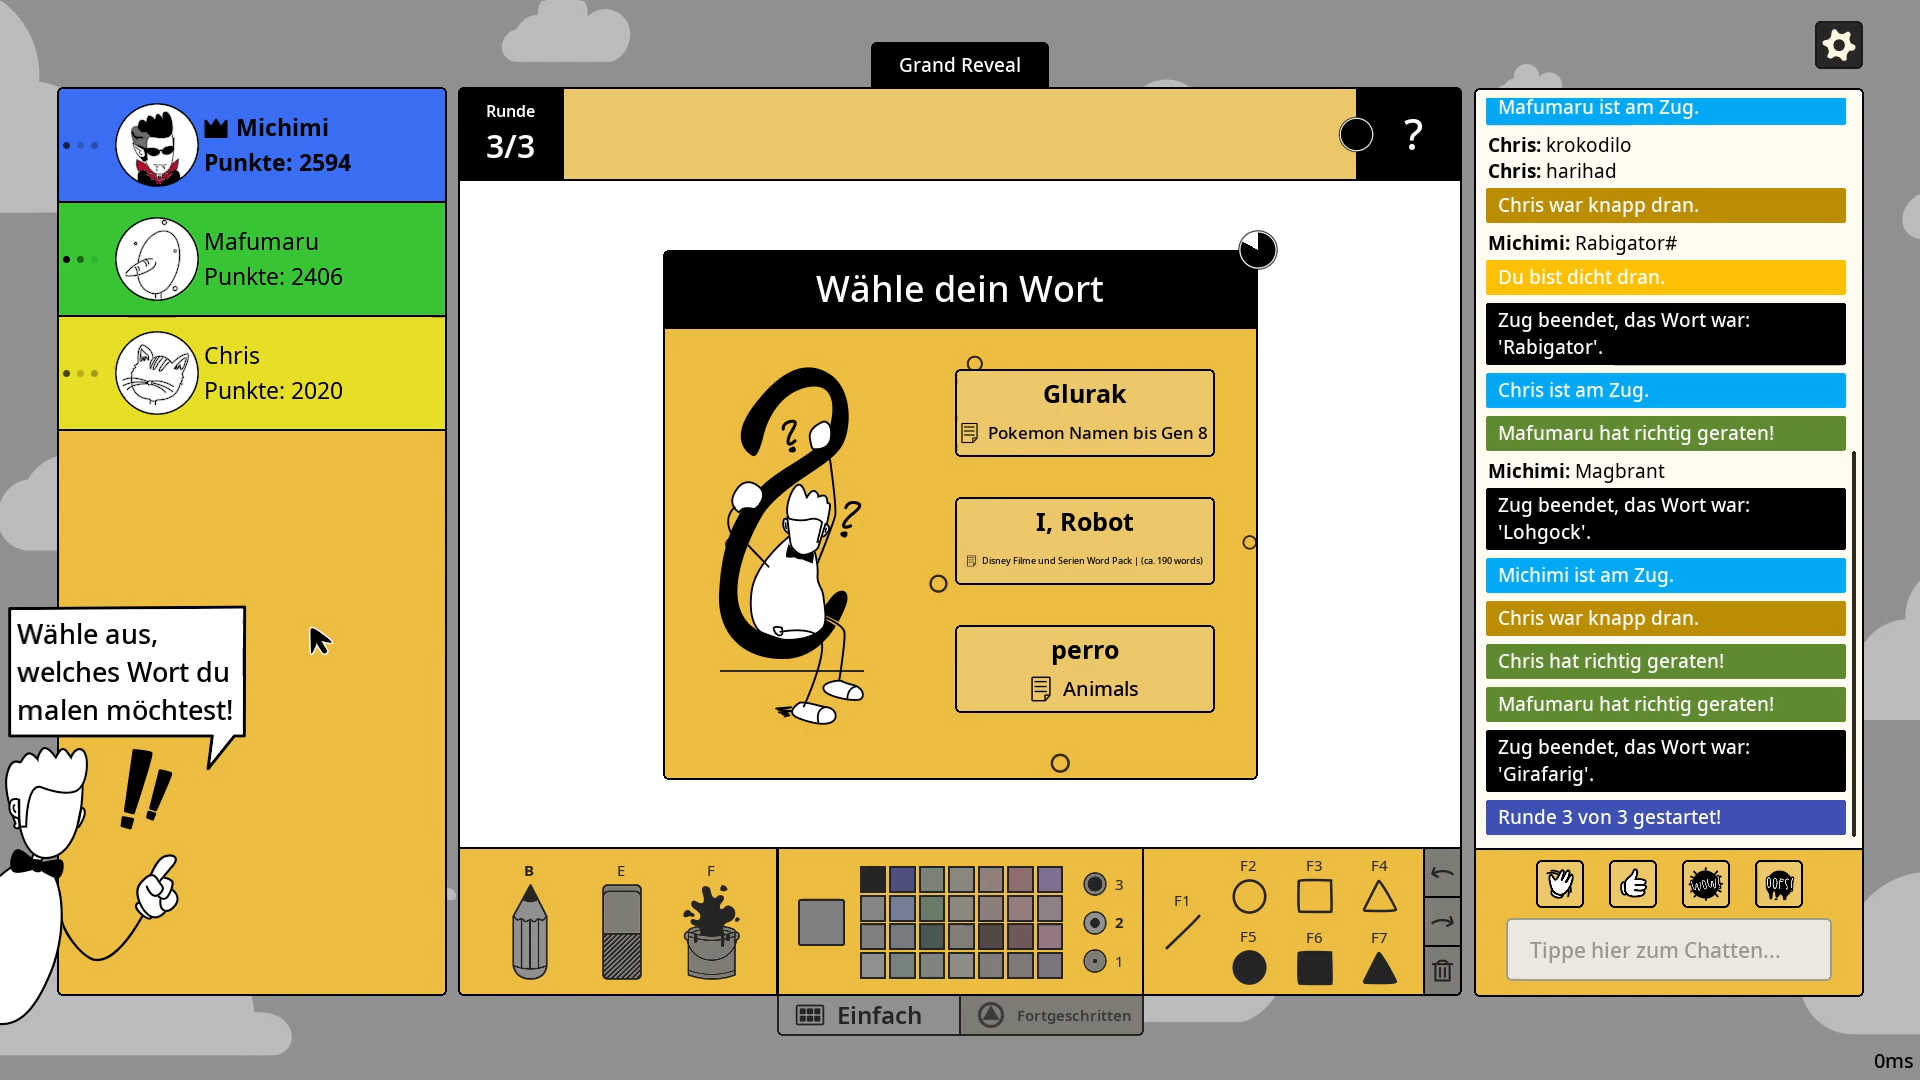 Grand Reveal
Michimi
Punkte: 2594
Mafumaru
Punkte: 2406
Chris
Punkte: 2020
Runde
3/3
?
Wähle dein Wort
?
?
Glurak
Pokemon Namen bis Gen 8
I, Robot
Disney Filme und Serien Word Pack | (ca. 190 words)
perro
Animals
Wähle aus,
welches Wort du
malen möchtest!
!!
Mafumaru ist am Zug.
Chris: krokodilo
Chris: harihad
Chris war knapp dran.
Michimi: Rabigator#
Du bist dicht dran.
Zug beendet, das Wort war:
'Rabigator'.
Chris ist am Zug.
Mafumaru hat richtig geraten!
Michimi: Magbrant
Zug beendet, das Wort war:
'Lohgock'.
Michimi ist am Zug.
Chris war knapp dran.
Chris hat richtig geraten!
Mafumaru hat richtig geraten!
Zug beendet, das Wort war:
'Girafarig'.
Runde 3 von 3 gestartet!
WOW!
OOPS!
Tippe hier zum Chatten...
B
E
F
3
2
1
F1
F2
F3
F4
F5
F6
F7
Einfach
Fortgeschritten
0ms